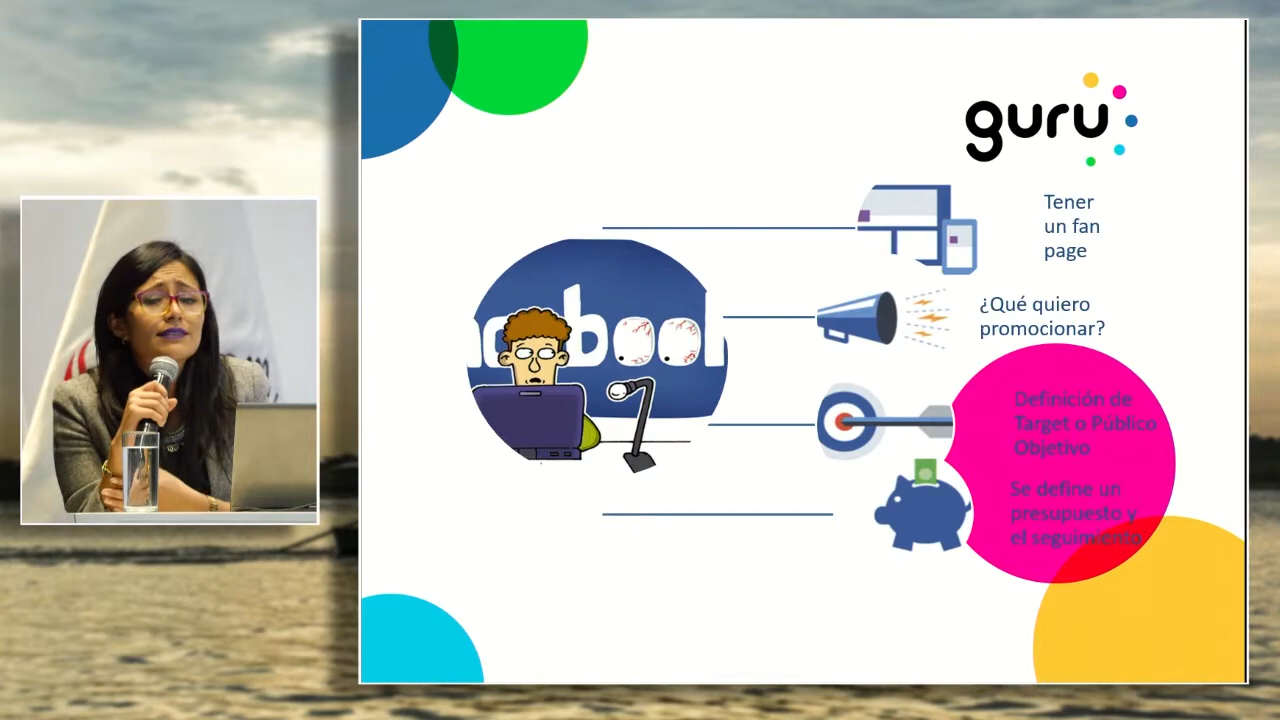 guru
Tener
un fan
page
¿Qué quiero
promocionar?
Definición de
Target o Público
Objetivo
Se define un
presupuesto y
el seguimiento